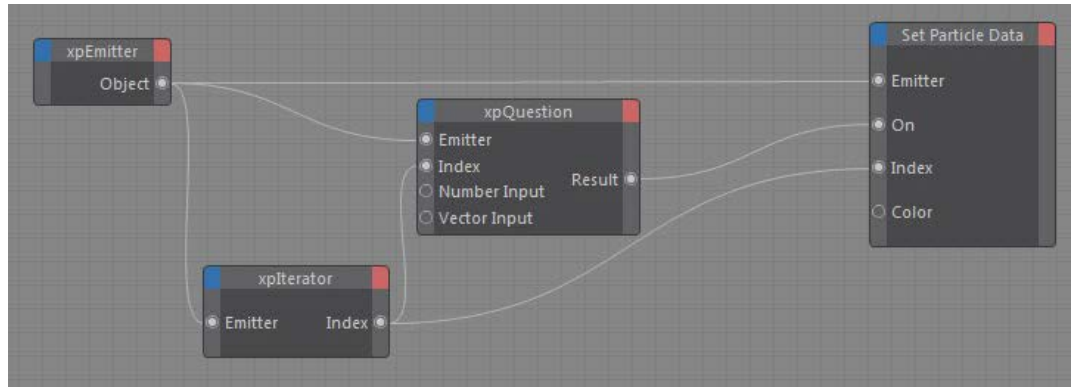 xpEmitter
Object
xpQuestion
Emitter
Index
Number Input
Vector Input
Result
xpIterator
Emitter
Index
Set Particle Data
Emitter
On
Index
Color